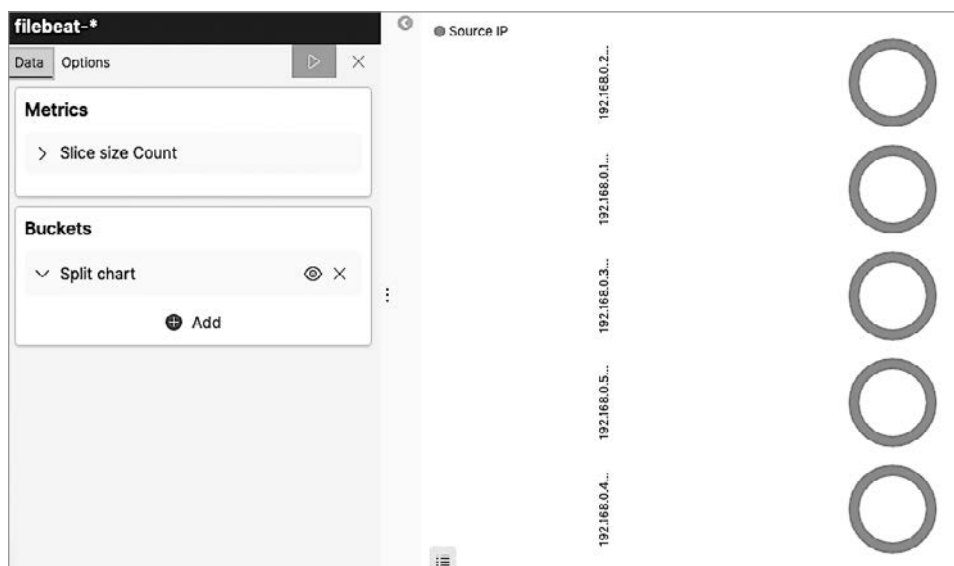 filebeat-*
Data Options
Metrics
Slice size Count
Buckets
Split chart
Add
Source IP
192.168.0.2...
192.168.0.1...
192.168.0.3...
192.168.0.5...
192.168.0.4...